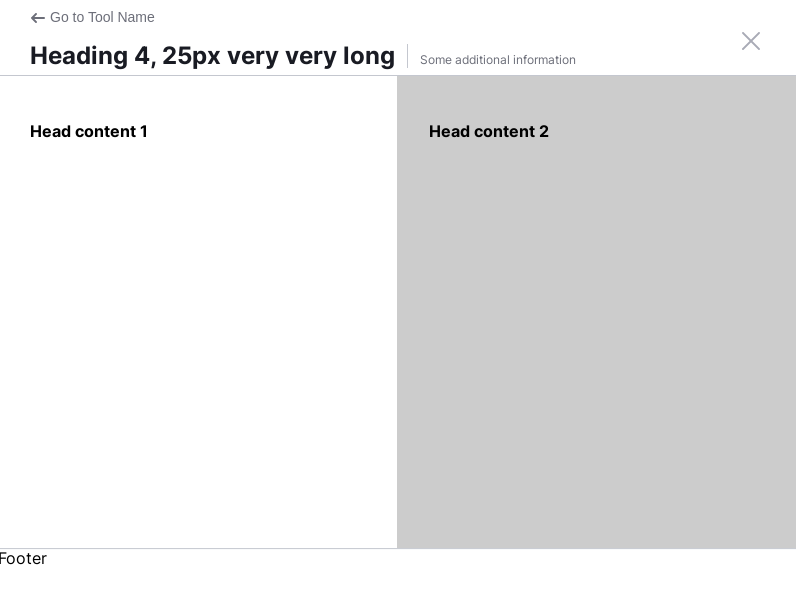 Go to Tool Name
Heading 4, 25px very very long
Some additional information
Head content 1
Head content 2
Footer